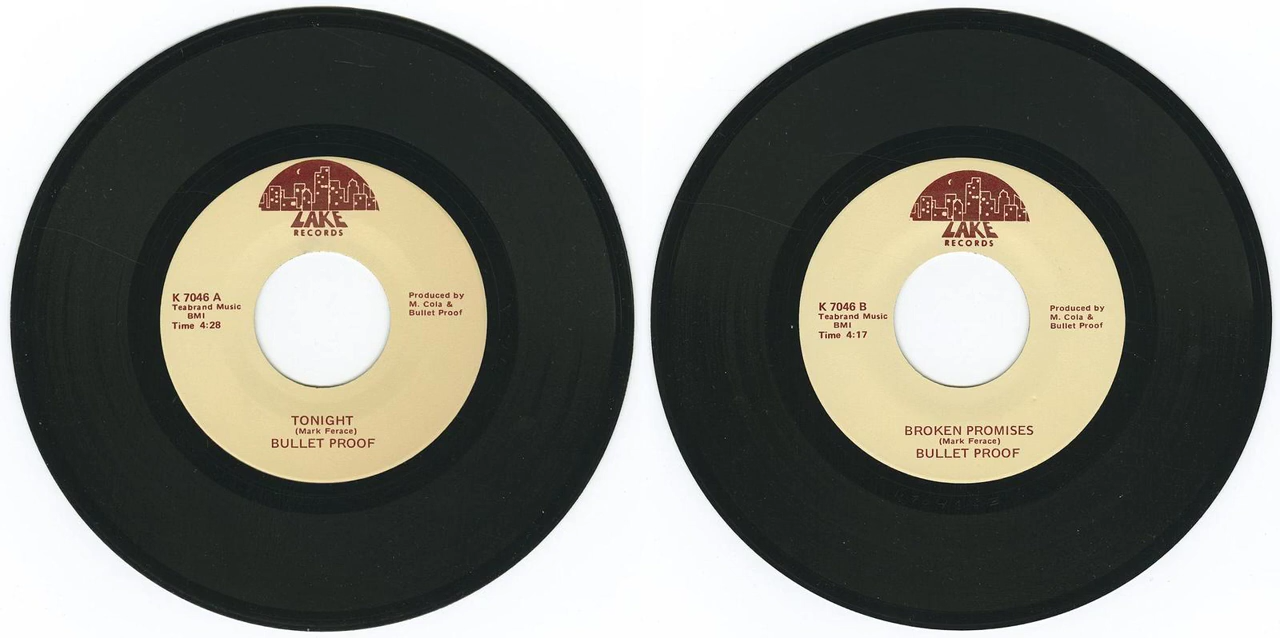 LAKE
RECORDS
K 7046 A
Teabrand Music
BMI
Time 4:28
Produced by
M. Cola &
Bullet Proof
TONIGHT
(Mark Ferace)
BULLET PROOF
LAKE
RECORDS
K 7046 B
Teabrand Music
BMI
Time 4:17
Produced by
M. Cola &
Bullet Proof
BROKEN PROMISES
(Mark Ferace)
BULLET PROOF